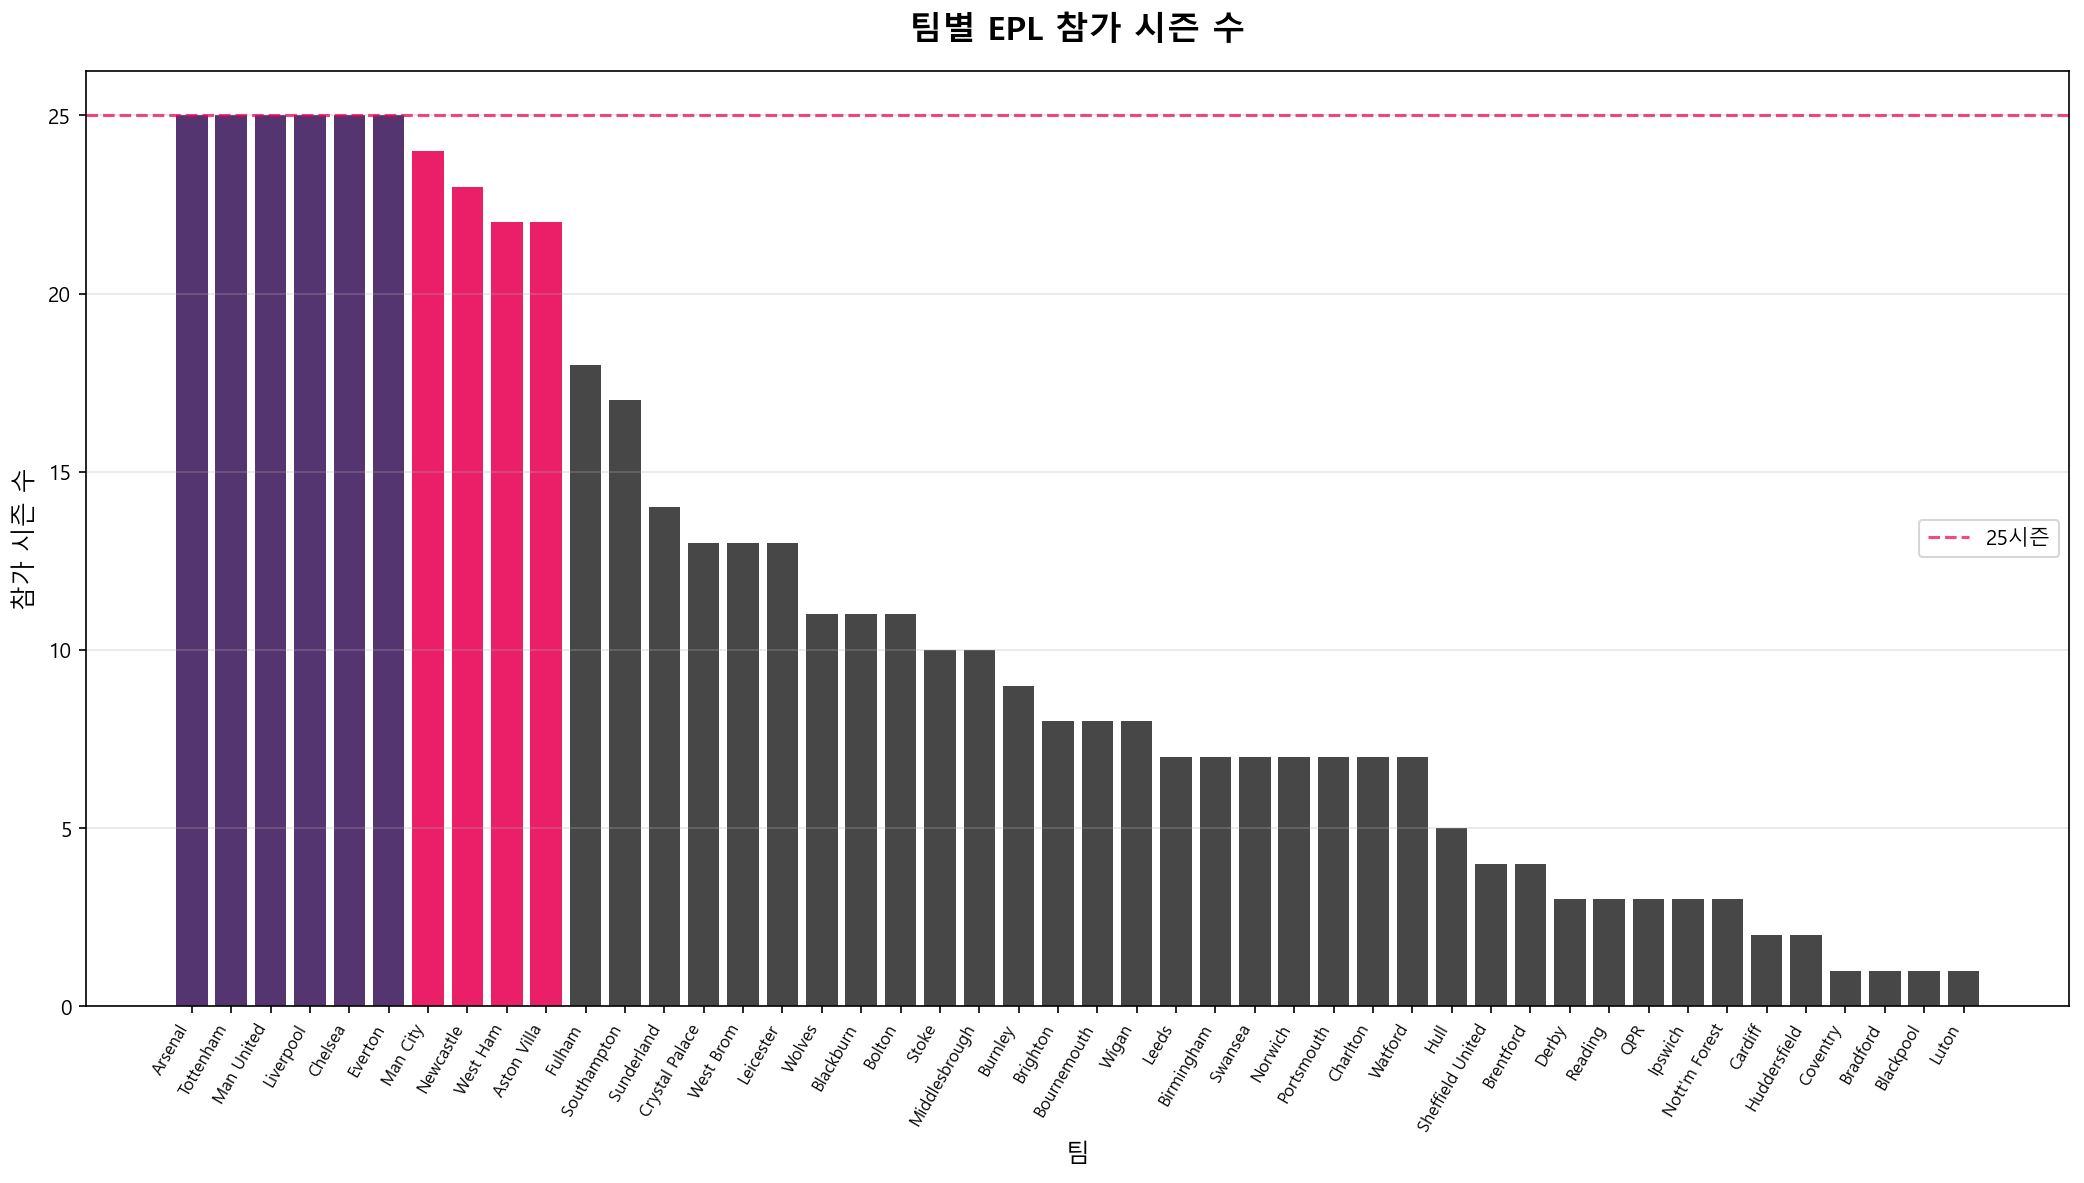 팀별 EPL 참가 시즌 수
25
20
15
10
5
0
참가 시즌 수
25시즌
Arsenal
Tottenham
Man United
Liverpool
Chelsea
Everton
Man City
Newcastle
West Ham
Aston Villa
Fulham
Southampton
Sunderland
Crystal Palace
West Brom
Leicester
Wolves
Blackburn
Bolton
Stoke
Middlesbrough
Burnley
Brighton
Bournemouth
Wigan
Leeds
Birmingham
Swansea
Norwich
Portsmouth
Charlton
Watford
Hull
Sheffield United
Brentford
Derby
Reading
QPR
Ipswich
Nott'm Forest
Cardiff
Huddersfield
Coventry
Bradford
Blackpool
Luton
팀